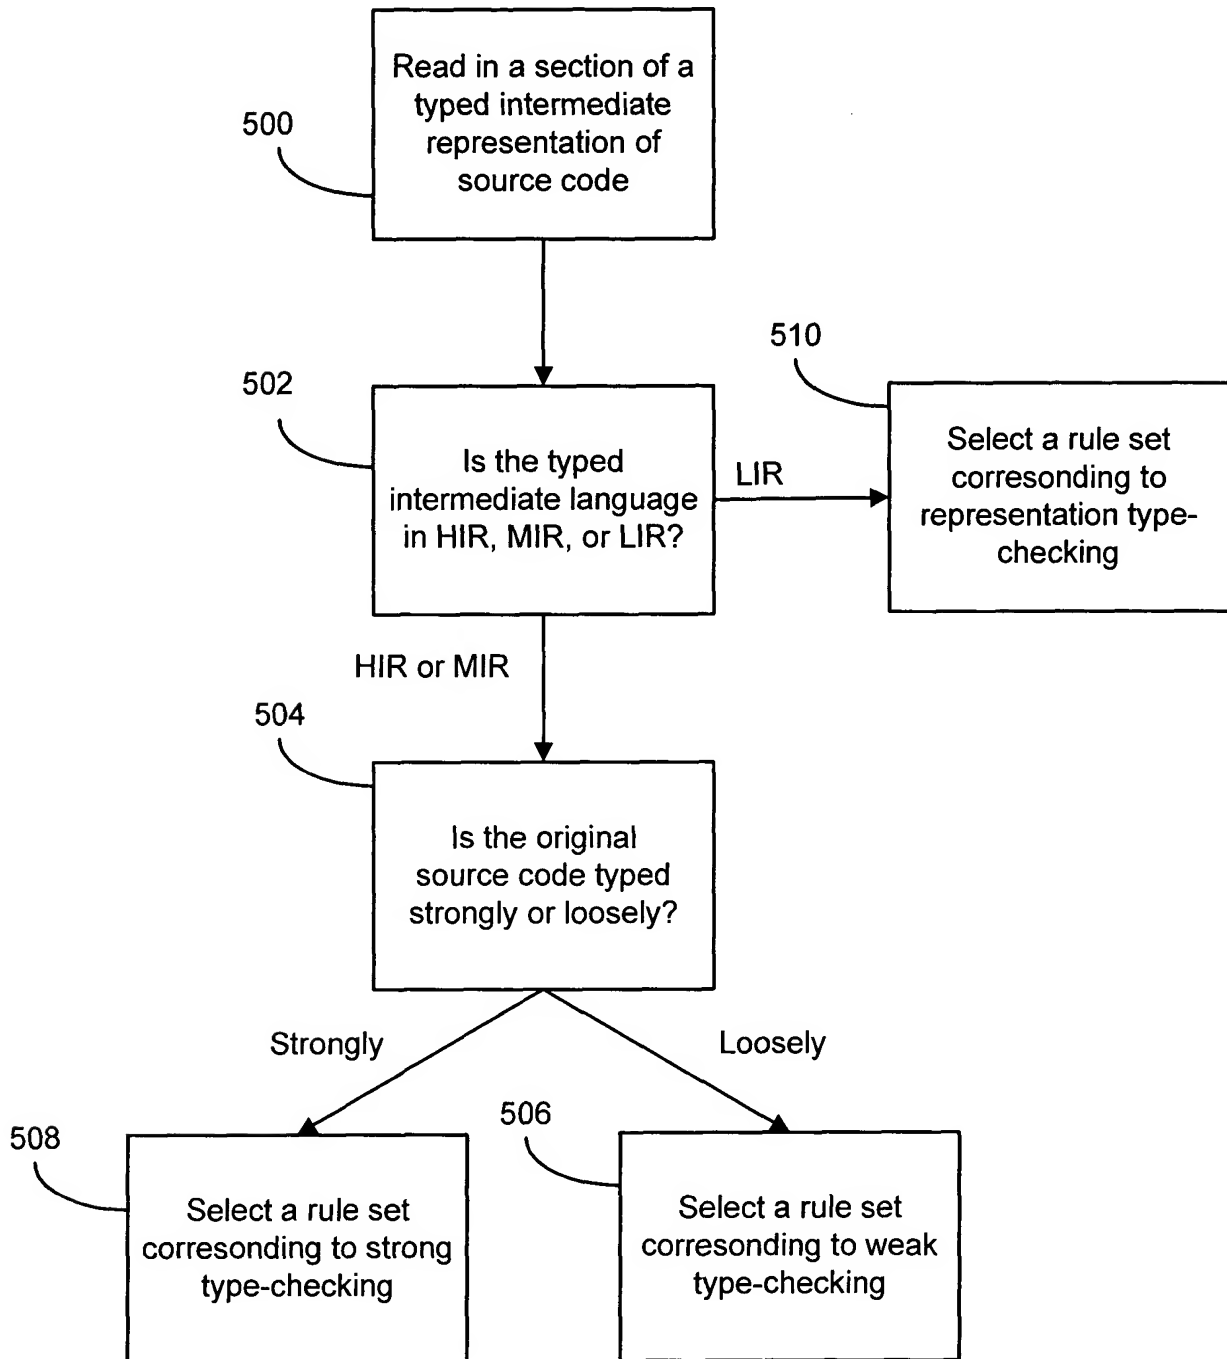 Read in a section of a
typed intermediate
representation of
source code
500
510
502
Is the typed
intermediate language
in HIR, MIR, or LIR?
LIR
Select a rule set
corresonding to
representation type-
checking
HIR or MIR
504
Is the original
source code typed
strongly or loosely?
Strongly
Loosely
508
506
Select a rule set
corresonding to strong
type-checking
Select a rule set
corresonding to weak
type-checking